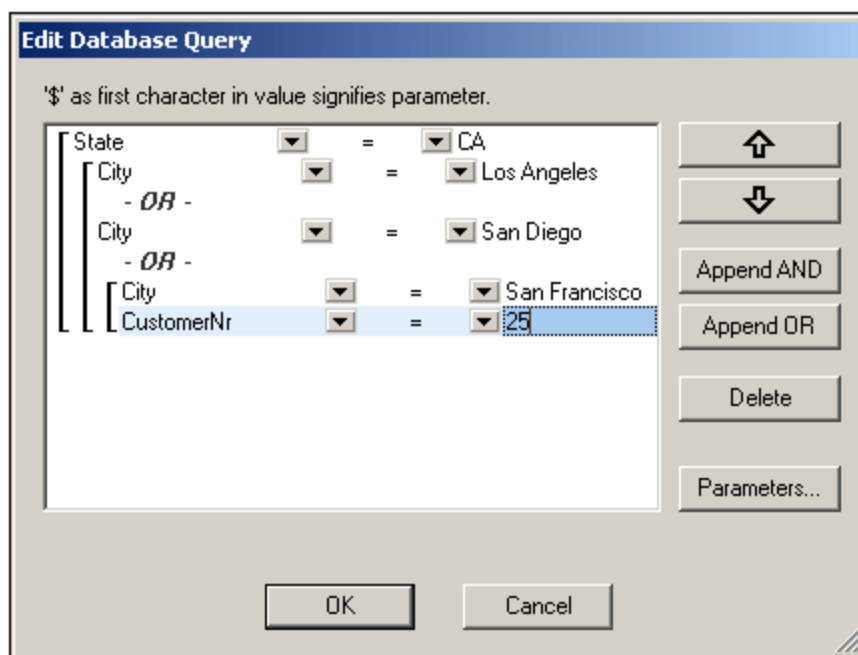 Edit Database Query
'$' as first character in value signifies parameter.
State = CA
City = Los Angeles
- OR -
City = San Diego
- OR -
City = San Francisco
CustomerNr = 25
Append AND
Append OR
Delete
Parameters...
OK Cancel